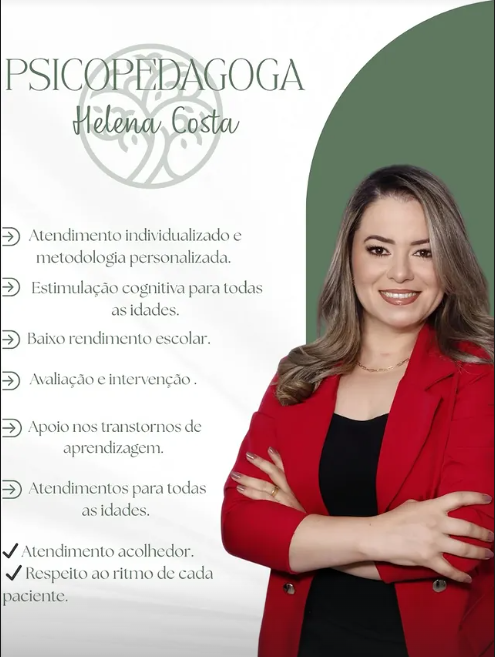 PSICOPEDAGOGA
Helena Costa
Atendimento individualizado e
metodologia personalizada.
Estimulação cognitiva para todas
as idades.
Baixo rendimento escolar.
Avaliação e intervenção .
Apoio nos transtornos de
aprendizagem.
Atendimentos para todas
as idades.
✓ Atendimento acolhedor.
✓ Respeito ao ritmo de cada
paciente.